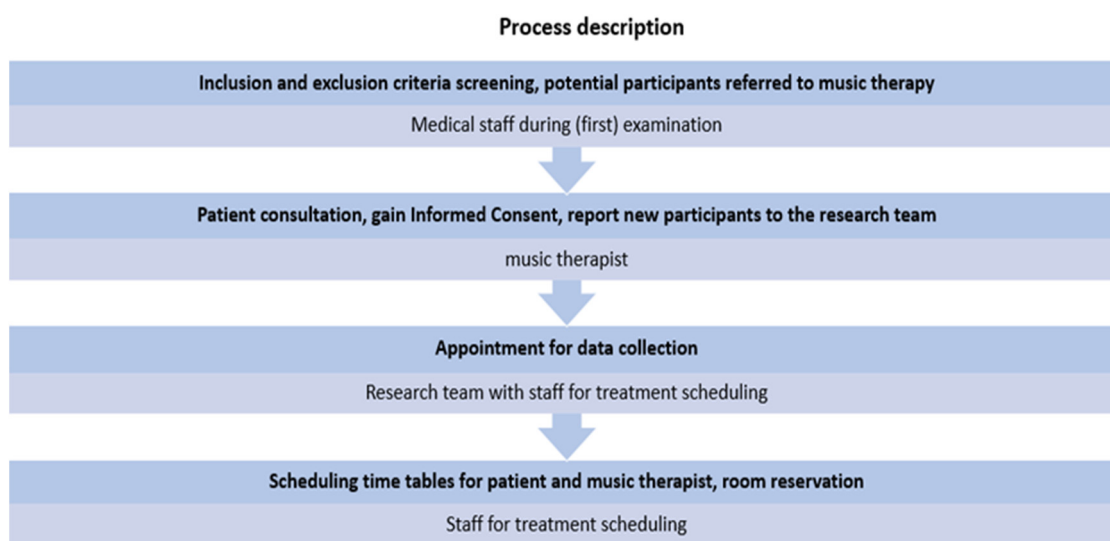 Process description
Inclusion and exclusion criteria screening, potential participants referred to music therapy
Medical staff during (first) examination
Patient consultation, gain Informed Consent, report new participants to the research team
music therapist
Appointment for data collection
Research team with staff for treatment scheduling
Scheduling time tables for patient and music therapist, room reservation
Staff for treatment scheduling